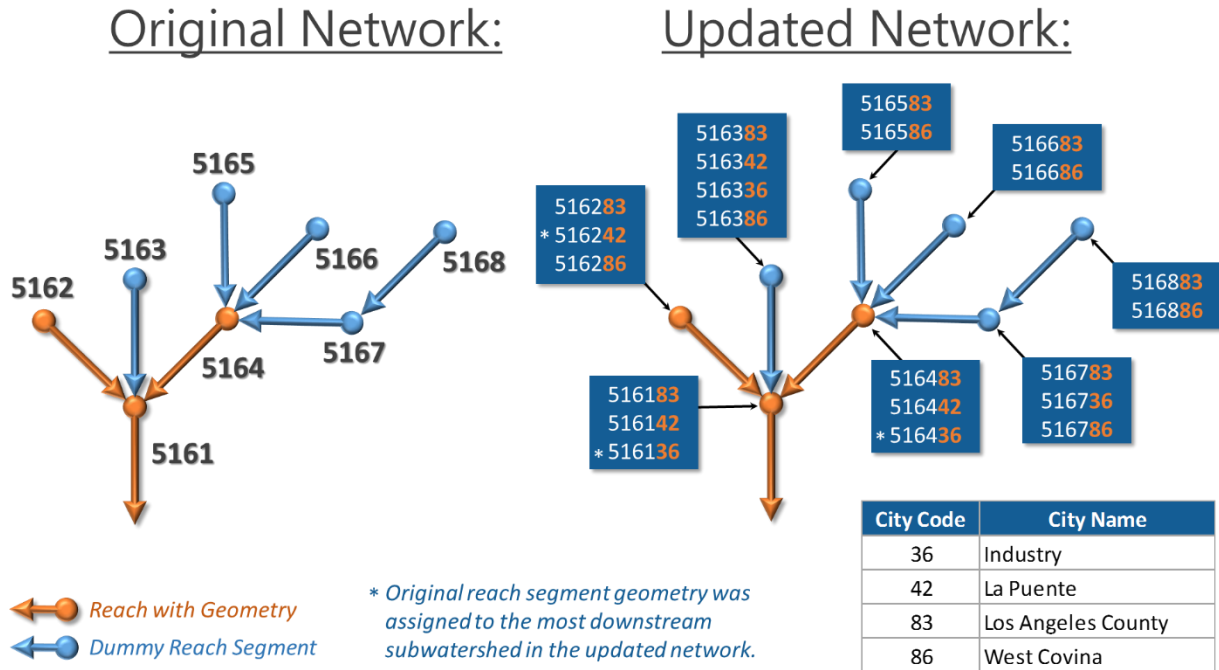 Original Network:
Updated Network:
5165
5166
5163
5168
5162
5167
5164
5161
516583
516586
516383
516342
516336
516386
516683
516686
516283
* 516242
516286
516883
516886
516183
516142
* 516136
516483
516442
* 516436
516783
516736
516786
City Code City Name
36 Industry
42 La Puente
83 Los Angeles County
86 West Covina
Reach with Geometry
Dummy Reach Segment
* Original reach segment geometry was
assigned to the most downstream
subwatershed in the updated network.